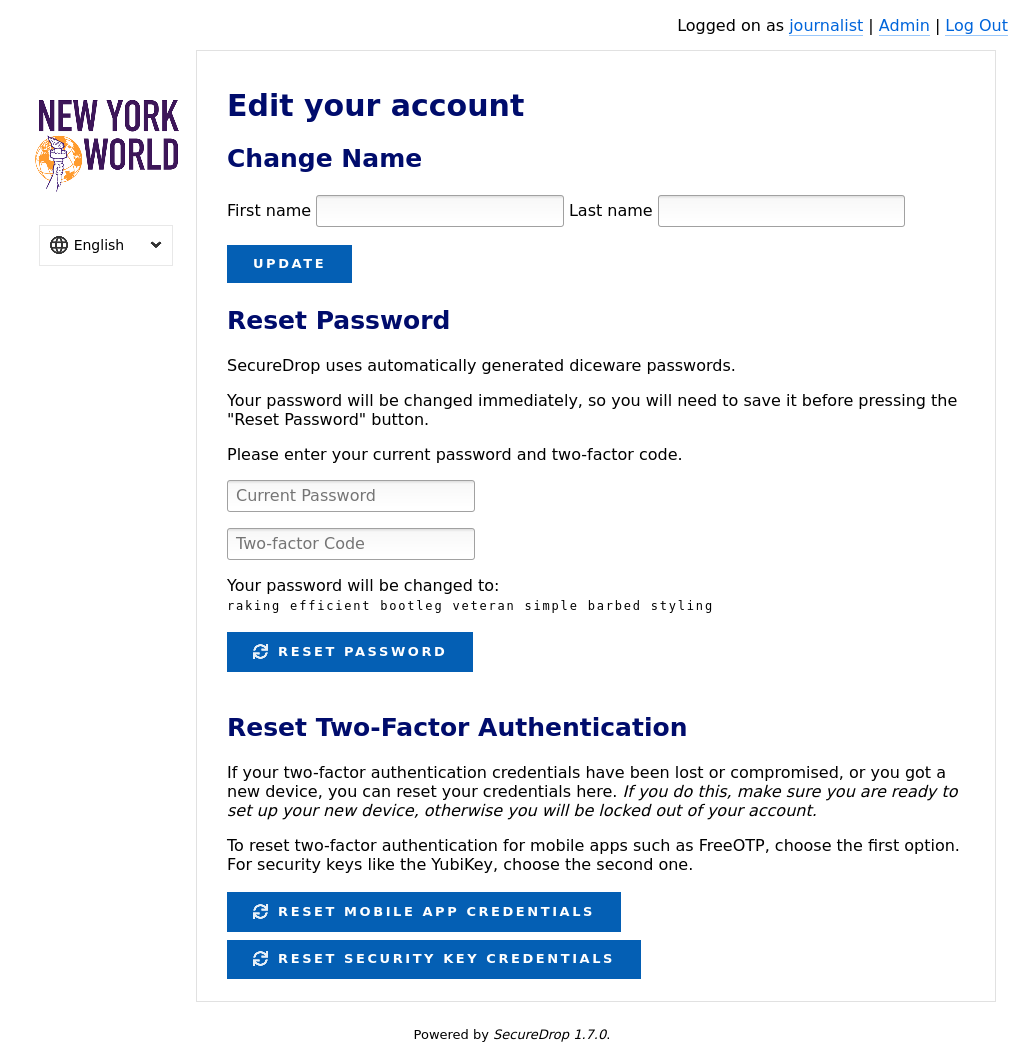 Logged on as journalist | Admin | Log Out
NEW YORK
WORLD
English
Edit your account
Change Name
First name Last name
UPDATE
Reset Password
SecureDrop uses automatically generated diceware passwords.
Your password will be changed immediately, so you will need to save it before pressing the
"Reset Password" button.
Please enter your current password and two-factor code.
Current Password
Two-factor Code
Your password will be changed to:
raking efficient bootleg veteran simple barbed styling
RESET PASSWORD
Reset Two-Factor Authentication
If your two-factor authentication credentials have been lost or compromised, or you got a
new device, you can reset your credentials here. If you do this, make sure you are ready to
set up your new device, otherwise you will be locked out of your account.
To reset two-factor authentication for mobile apps such as FreeOTP, choose the first option.
For security keys like the YubiKey, choose the second one.
RESET MOBILE APP CREDENTIALS
RESET SECURITY KEY CREDENTIALS
Powered by SecureDrop 1.7.0.